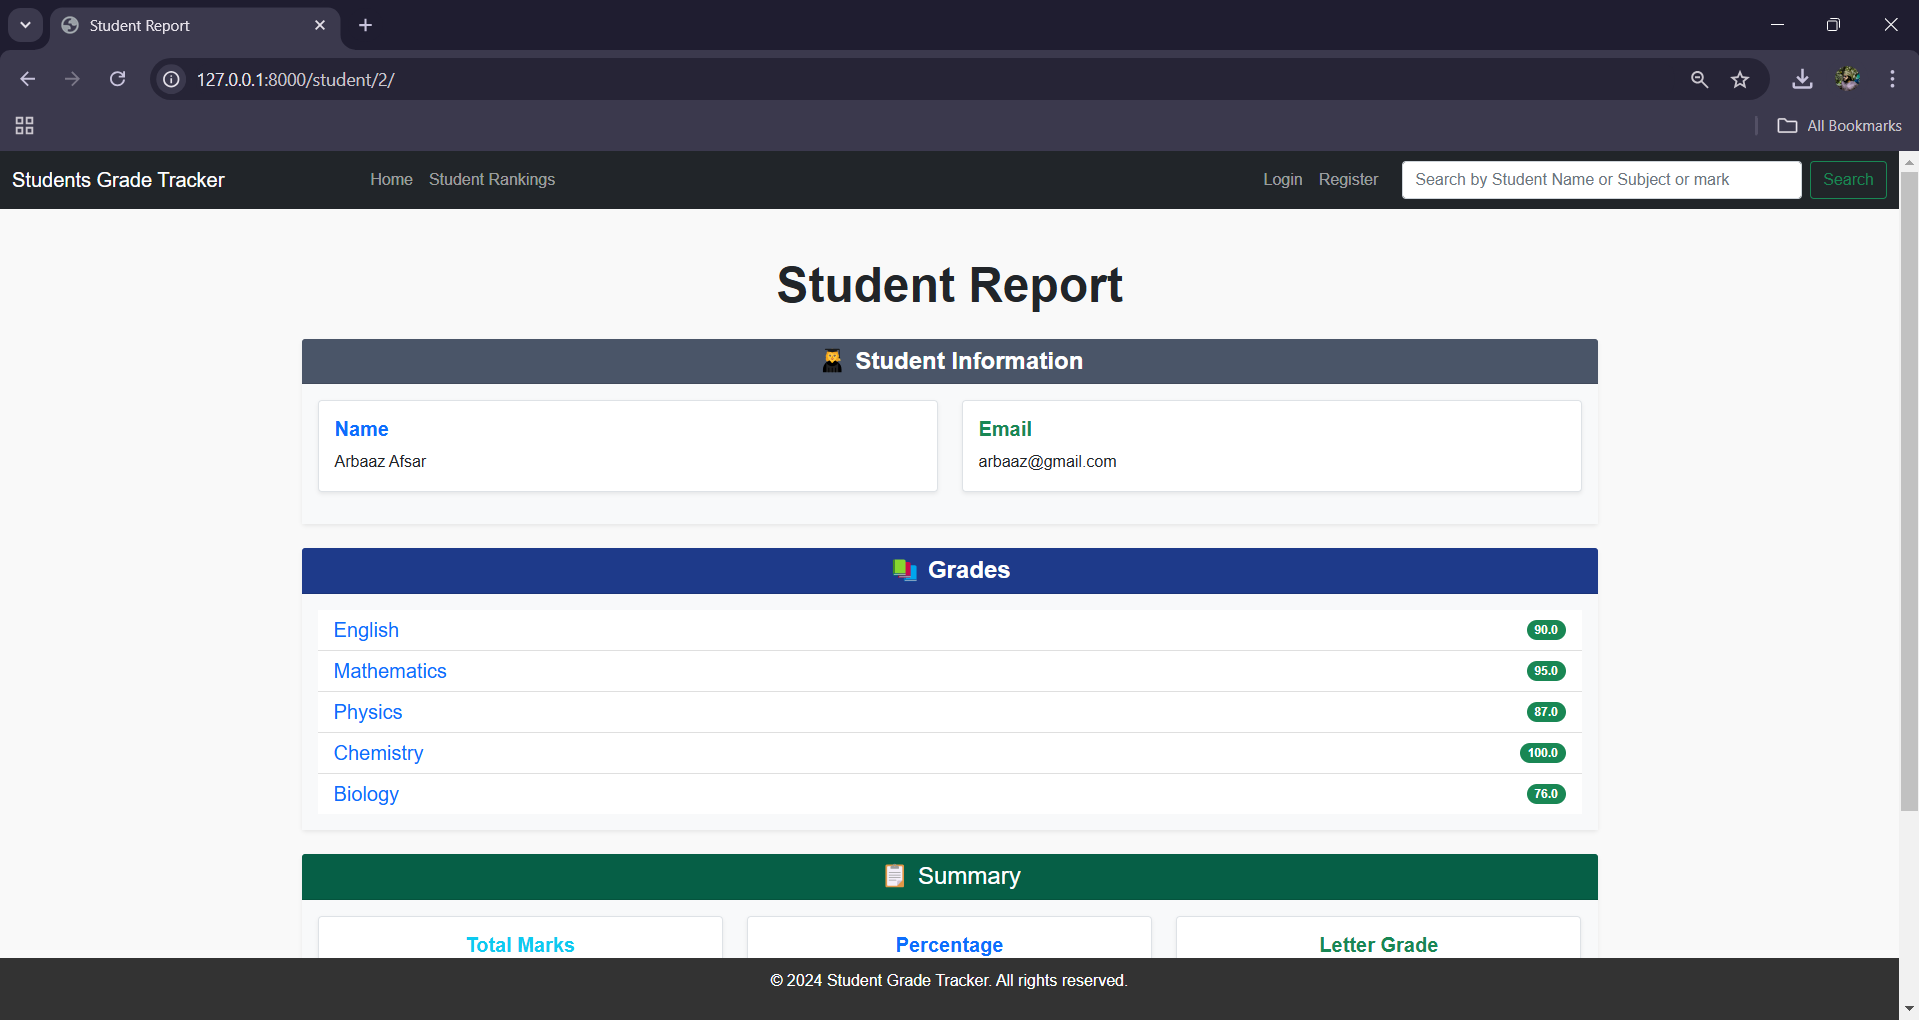 Student Report
127.0.0.1:8000/student/2/
All Bookmarks
Students Grade Tracker Home Student Rankings Login Register Search by Student Name or Subject or mark Search
Student Report
Student Information
Name
Arbaaz Afsar
Email
arbaaz@gmail.com
Grades
English 90.0
Mathematics 95.0
Physics 87.0
Chemistry 100.0
Biology 76.0
Summary
Total Marks Percentage Letter Grade
© 2024 Student Grade Tracker. All rights reserved.